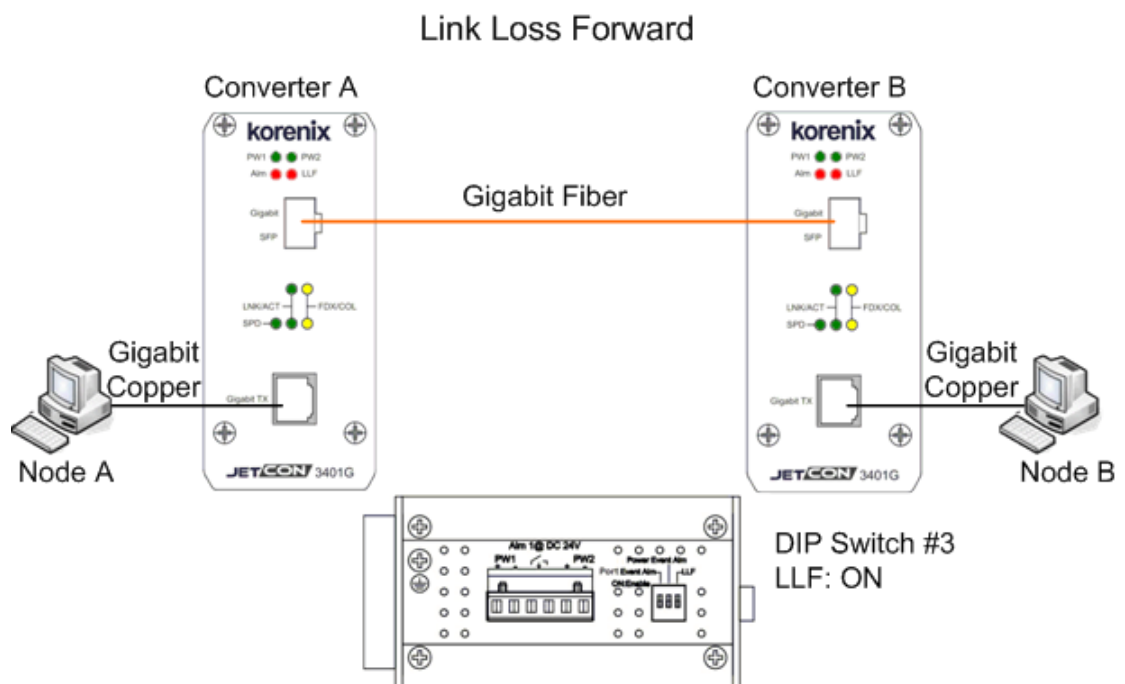 Link Loss Forward
Converter A
Converter B
korenix
korenix
PW1 PW2
PW1 PW2
Alm LLF
Alm LLF
Gigabit Fiber
Gigabit
SFP
Gigabit
SFP
LNK/ACT FDX/COL
SPD
LNK/ACT FDX/COL
SPD
Gigabit
Copper
Gigabit
Copper
Gigabit TX
Gigabit TX
Node A
Node B
JETCON 3401G
JETCON 3401G
Alm 1@ DC 24V
PW1 PW2
Power Event Alm
Port Event Alm LLF
ON:Enable
DIP Switch #3
LLF: ON